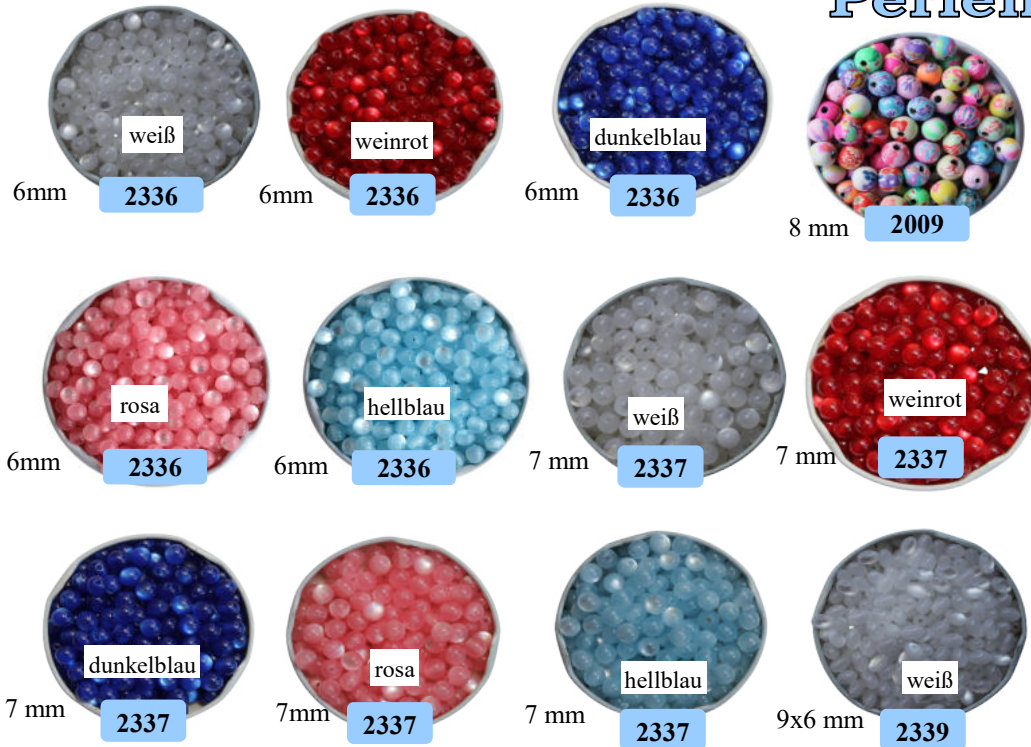 Perlen
weiß
6mm 2336
weinrot
6mm 2336
dunkelblau
6mm 2336
8 mm 2009
rosa
6mm 2336
hellblau
6mm 2336
weiß
7 mm 2337
weinrot
7 mm 2337
dunkelblau
7 mm 2337
rosa
7mm 2337
hellblau
7 mm 2337
weiß
9x6 mm 2339